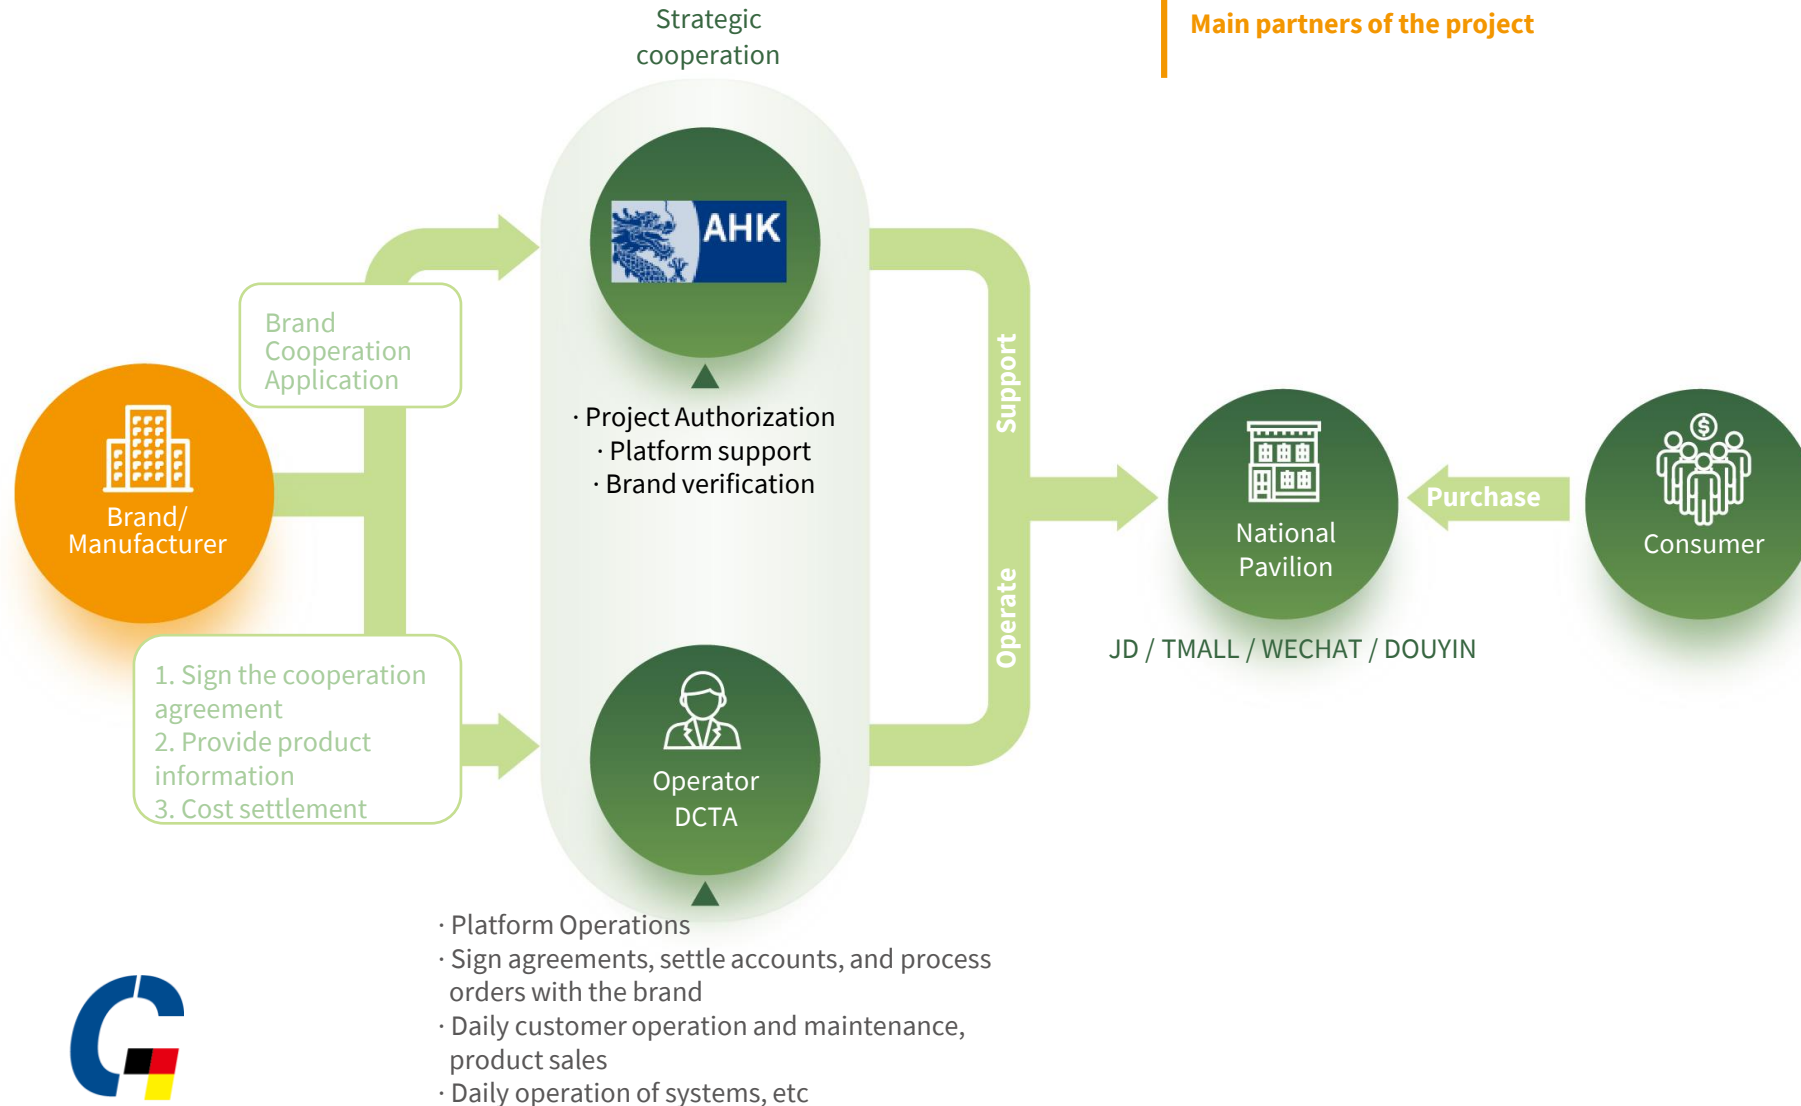 Strategic
cooperation
Main partners of the project
AHK
Brand
Cooperation
Application
· Project Authorization
· Platform support
· Brand verification
Support
Brand/
Manufacturer
National
Pavilion
Purchase
Consumer
Operate
JD / TMALL / WECHAT / DOUYIN
1. Sign the cooperation
agreement
2. Provide product
information
3. Cost settlement
Operator
DCTA
· Platform Operations
· Sign agreements, settle accounts, and process
orders with the brand
· Daily customer operation and maintenance,
product sales
· Daily operation of systems, etc